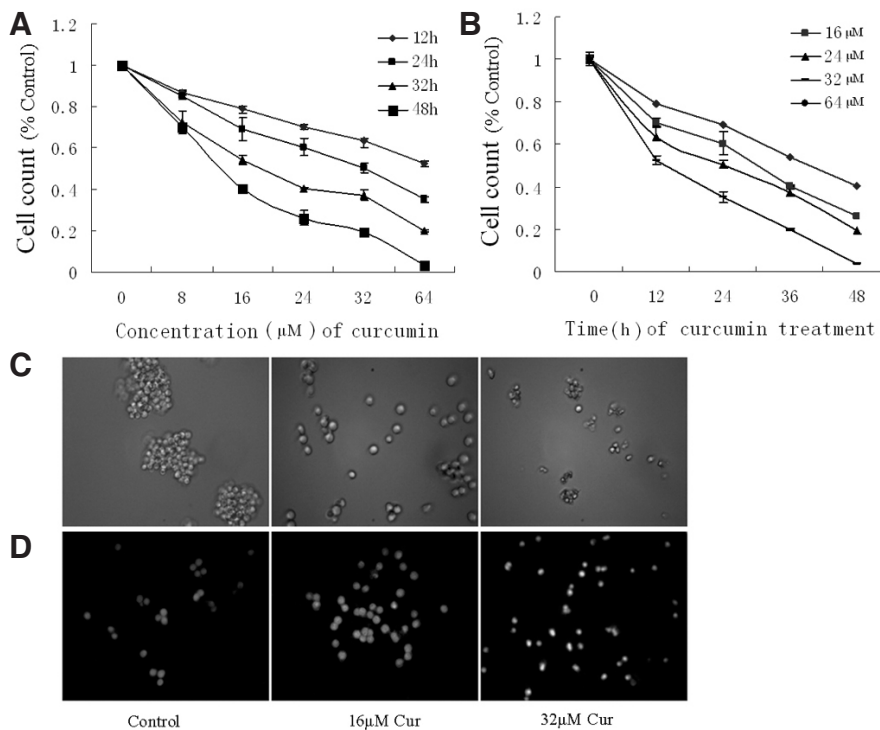 A
Cell count (% Control)
1.2
1
0.8
0.6
0.4
0.2
0
12h
24h
32h
48h
0 8 16 24 32 64
Concentration (μM) of curcumin
B
Cell count (% Control)
1.2
1
0.8
0.6
0.4
0.2
0
16 μM
24 μM
32 μM
64 μM
0 12 24 36 48
Time(h) of curcumin treatment
C
D
Control 16μM Cur 32μM Cur